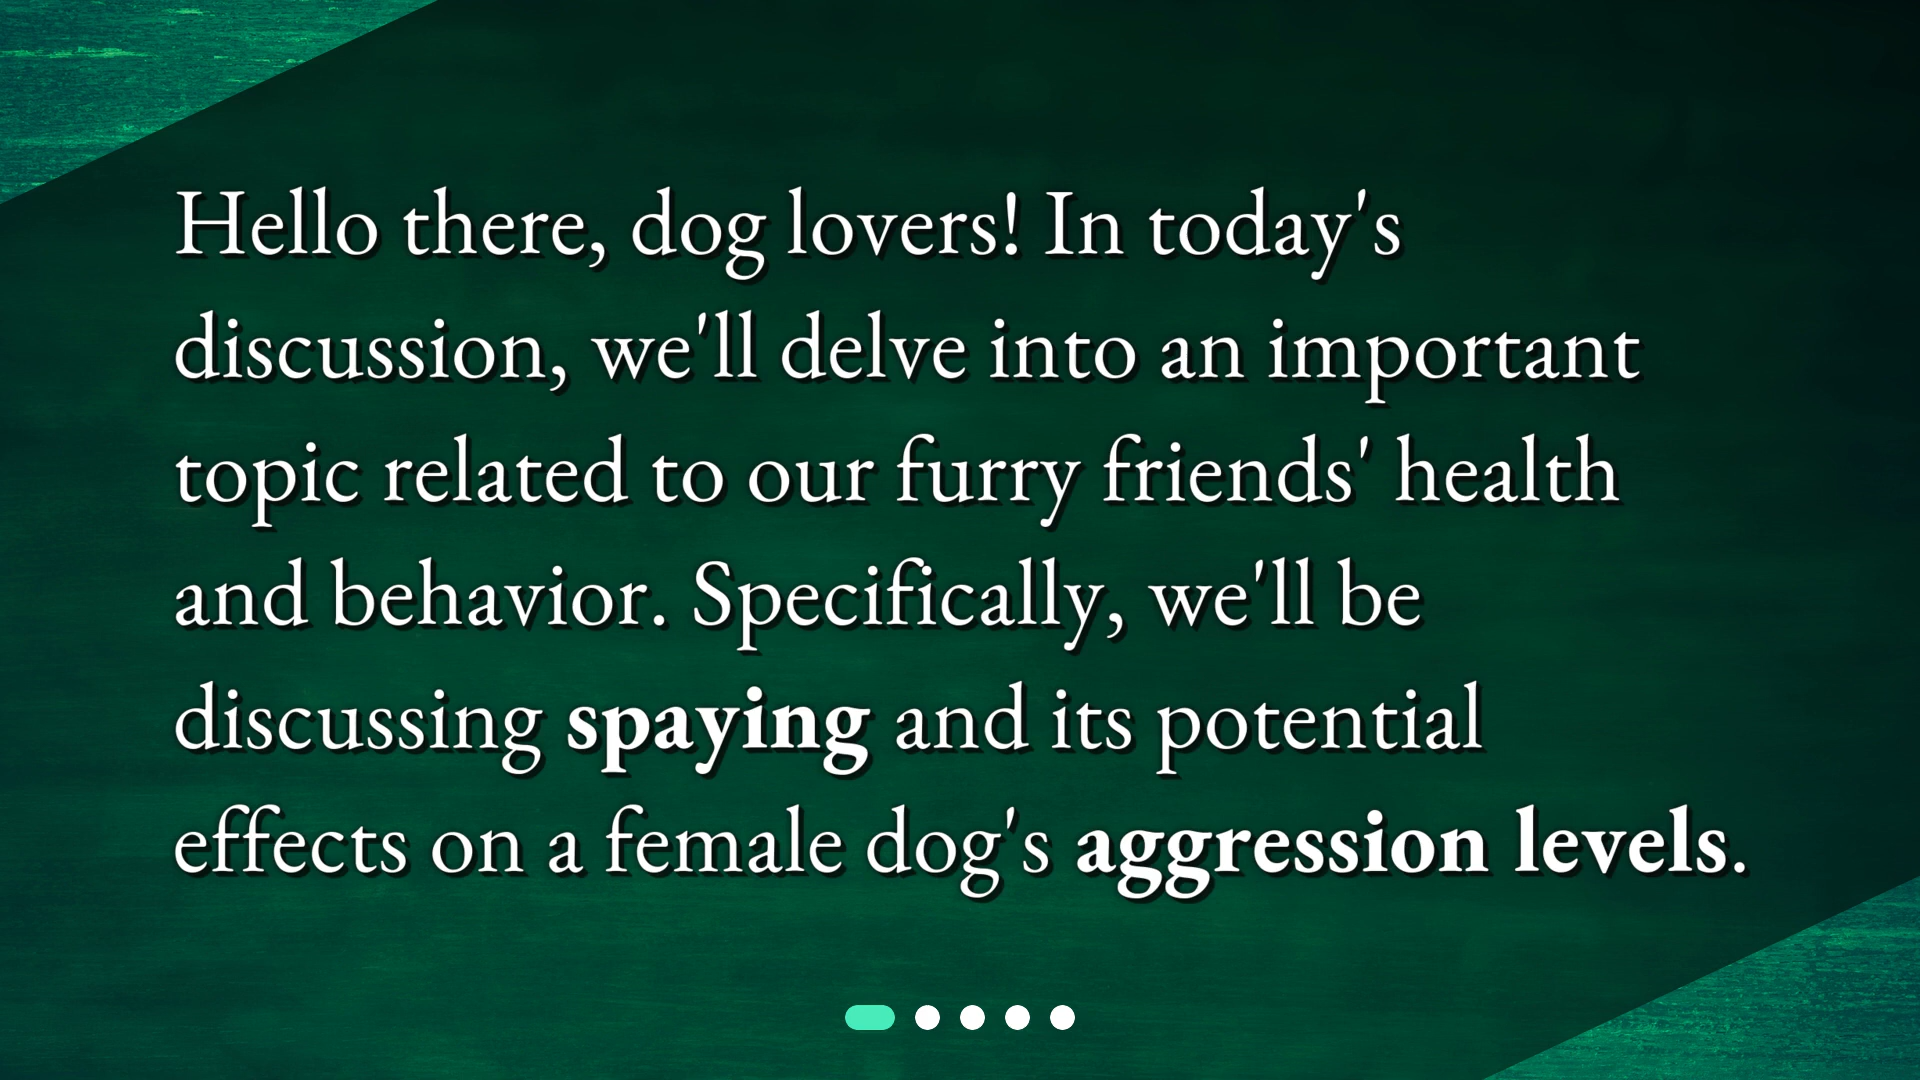 Hello there, dog lovers! In today's
discussion, we'll delve into an important
topic related to our furry friends' health
and behavior. Specifically, we'll be
discussing spaying and its potential
effects on a female dog's aggression levels.